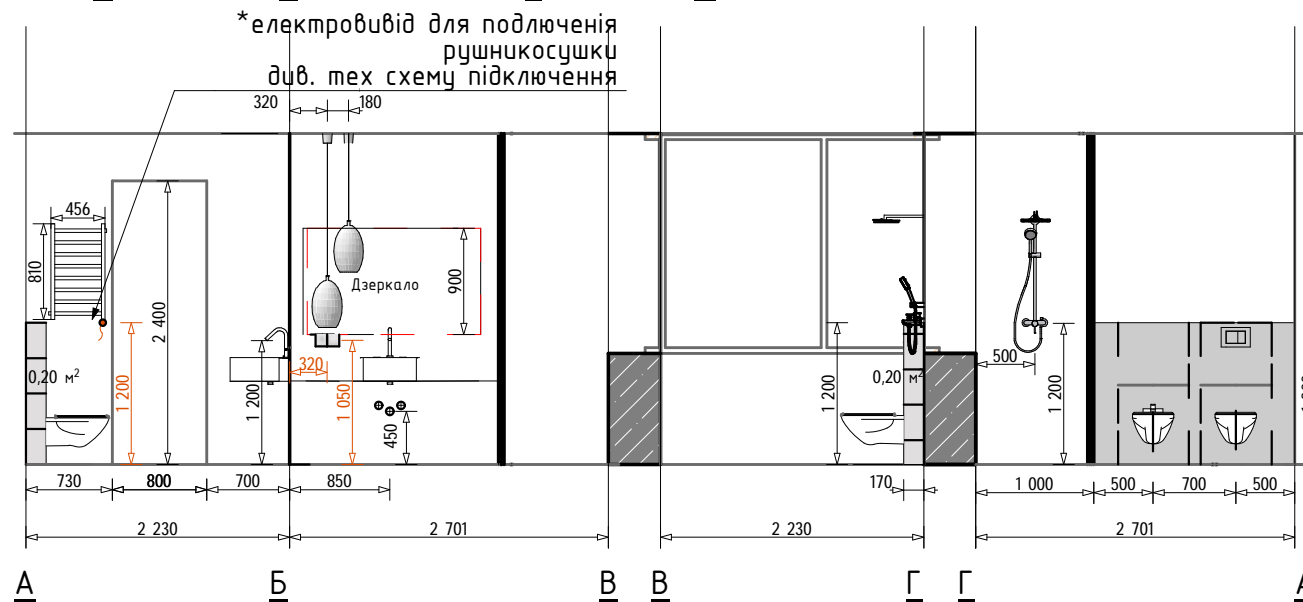 *електровивід для подлючення
рушникосушки
див. тех схему підключення
320
180
456
810
2 400
Дзеркало
900
0,20 м²
1 200
1 200
320
1 050
450
1 200
0,20 м²
500
1 200
730
800
700
850
170
1 000
500
700
500
2 230
2 701
2 230
2 701
А
Б
В
В
Г
Г